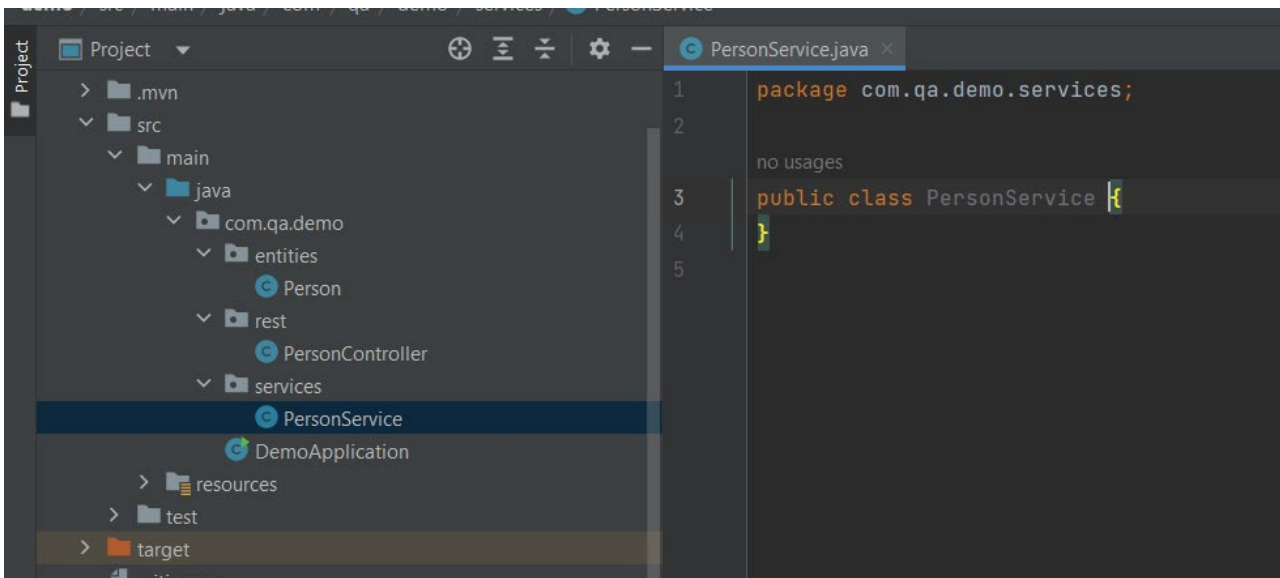 Project
Project
.mvn
src
main
java
com.qa.demo
entities
Person
rest
PersonController
services
PersonService
DemoApplication
resources
test
target
PersonService.java
1
package com.qa.demo.services;
2
no usages
3
public class PersonService {
4
}
5